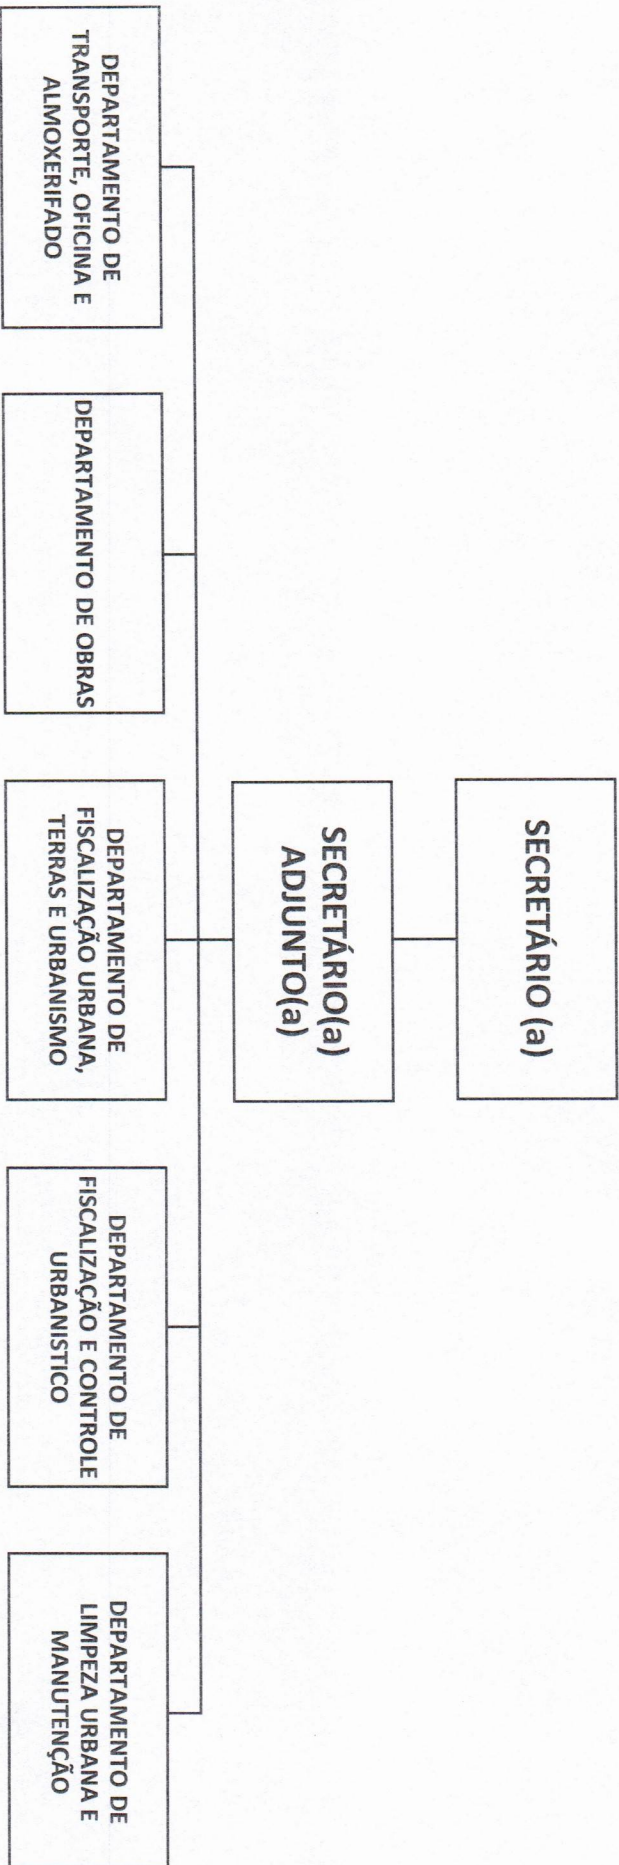 SECRETÁRIO (a)
SECRETÁRIO(a)
ADJUNTO(a)
DEPARTAMENTO DE
TRANSPORTE, OFICINA E
ALMOXERIFADO
DEPARTAMENTO DE OBRAS
DEPARTAMENTO DE
FISCALIZAÇÃO URBANA,
TERRAS E URBANISMO
DEPARTAMENTO DE
FISCALIZAÇÃO E CONTROLE
URBANISTICO
DEPARTAMENTO DE
LIMPEZA URBANA E
MANUTENÇÃO